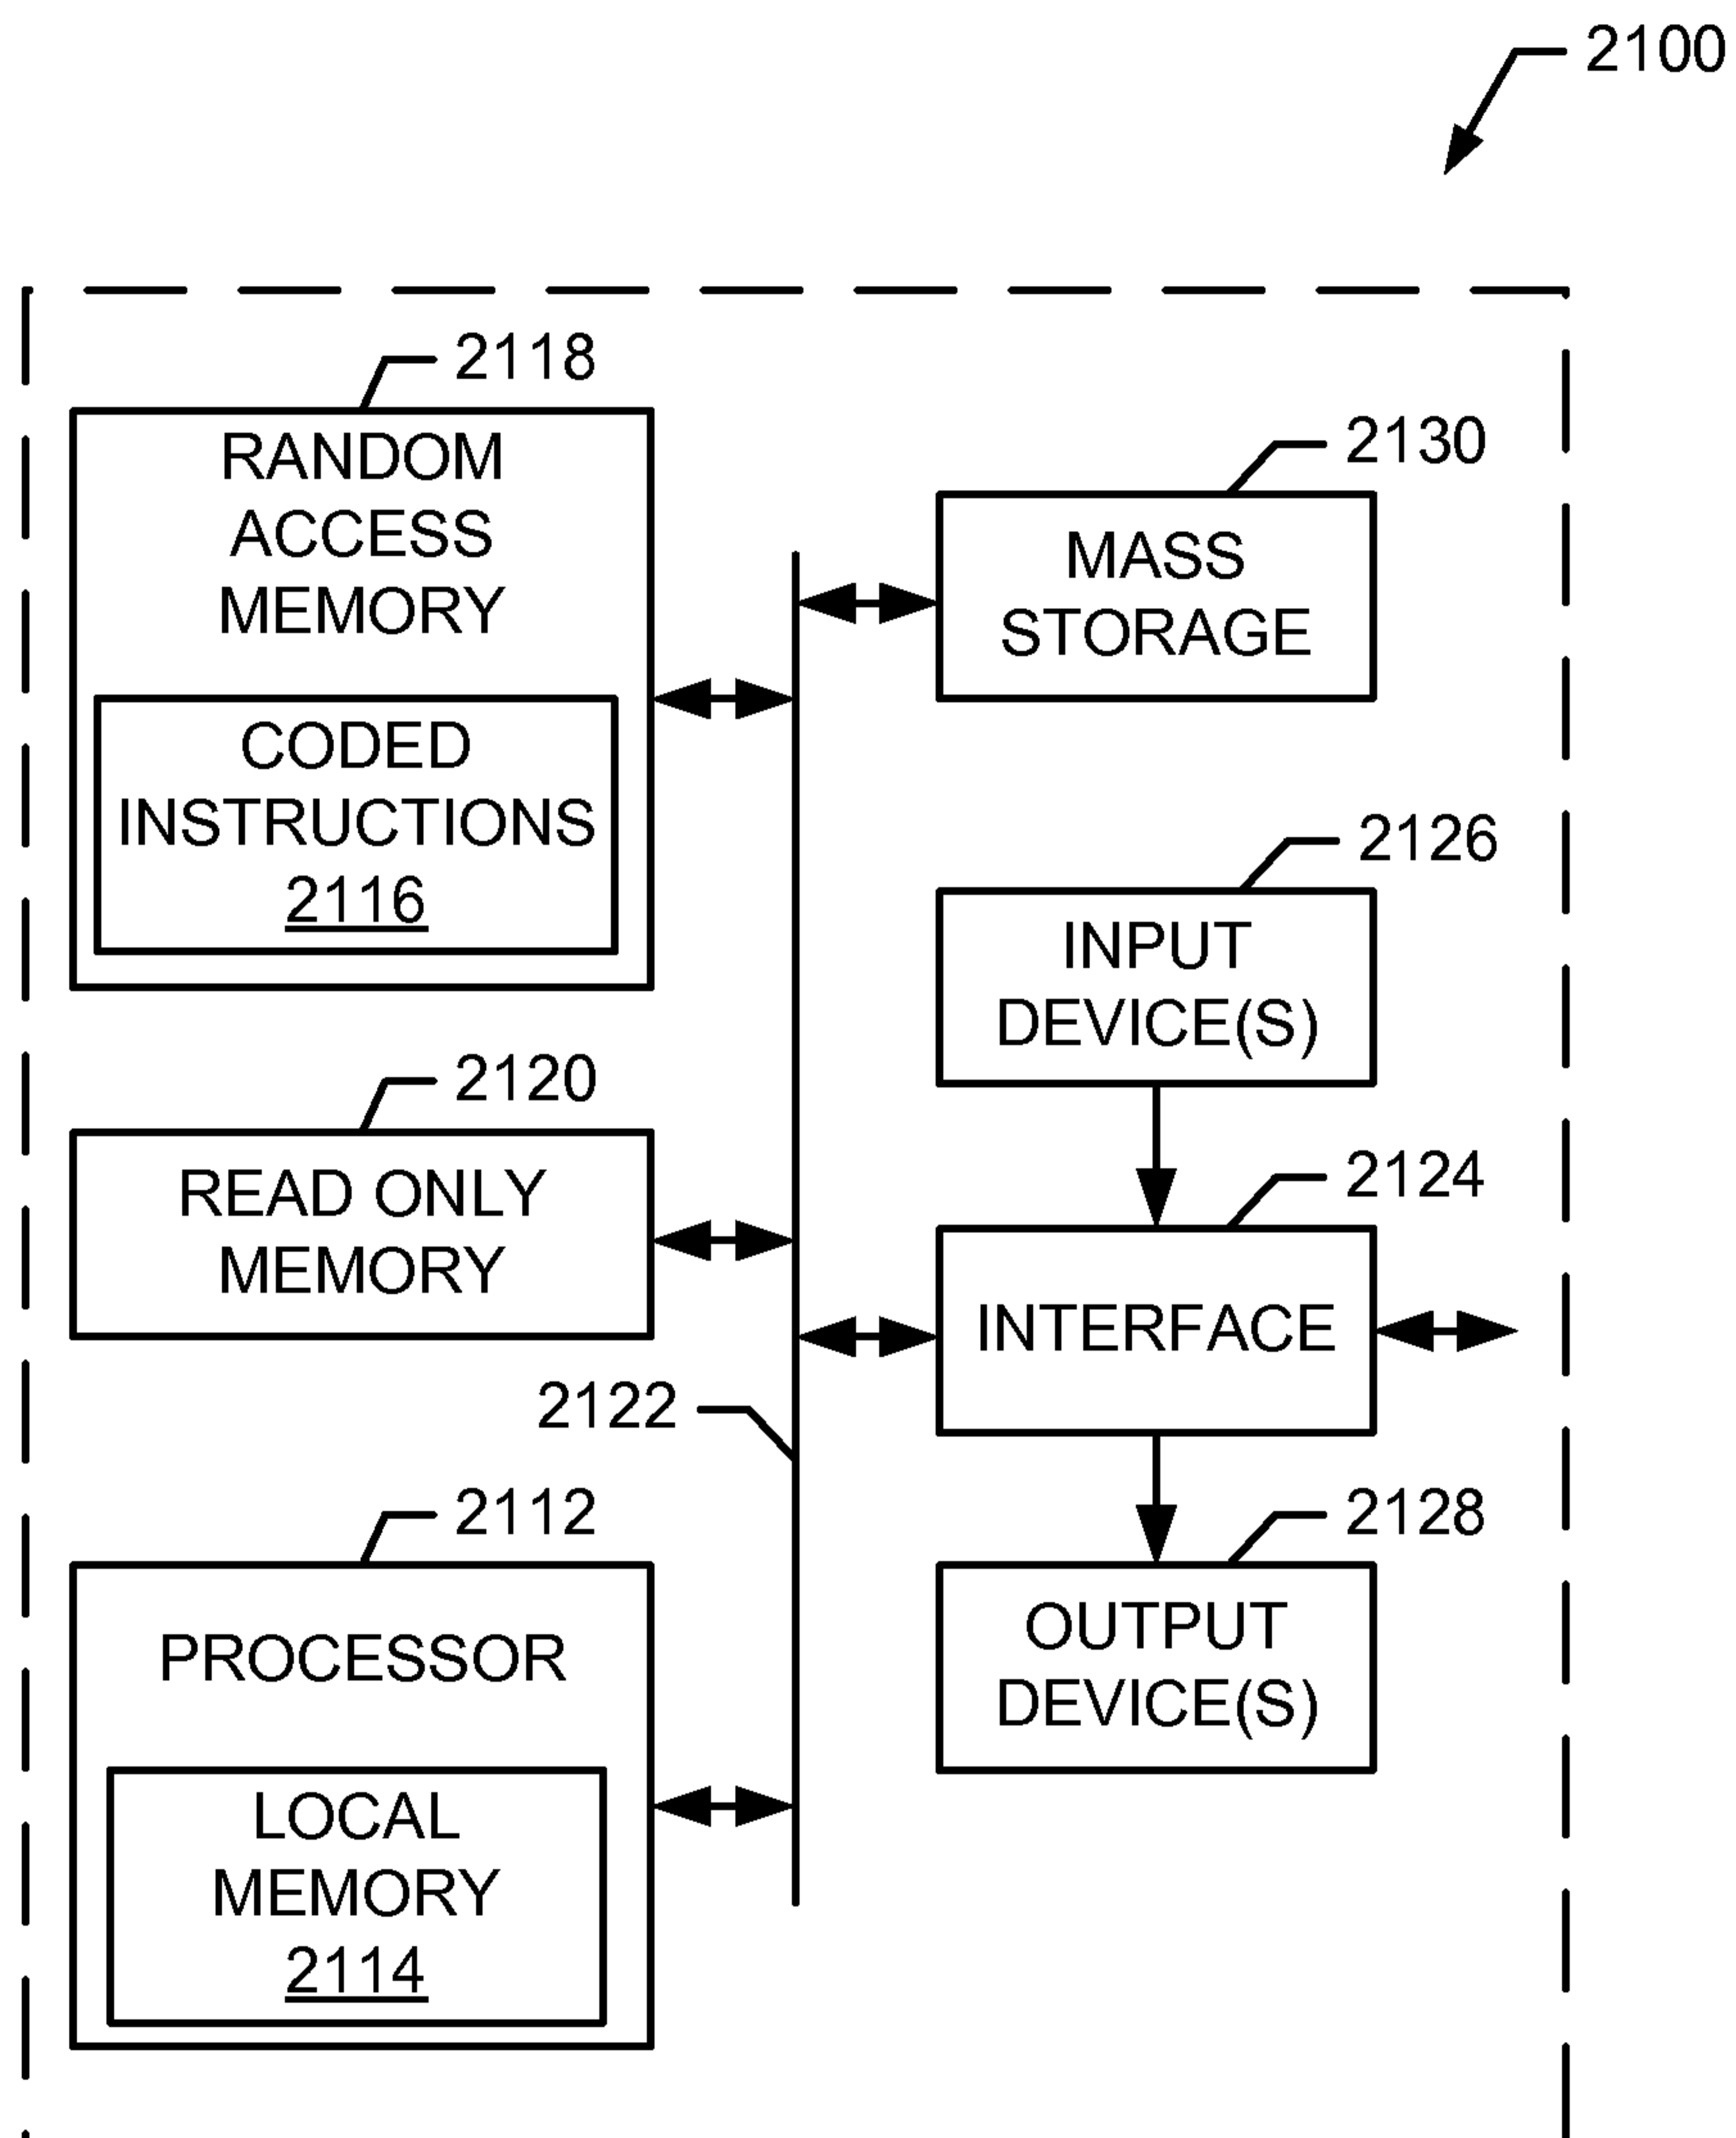 2100
2118
RANDOM
ACCESS
MEMORY
CODED
INSTRUCTIONS
2116
2130
MASS
STORAGE
2126
INPUT
DEVICE(S)
2120
READ ONLY
MEMORY
2124
INTERFACE
2122
2112
PROCESSOR
LOCAL
MEMORY
2114
2128
OUTPUT
DEVICE(S)